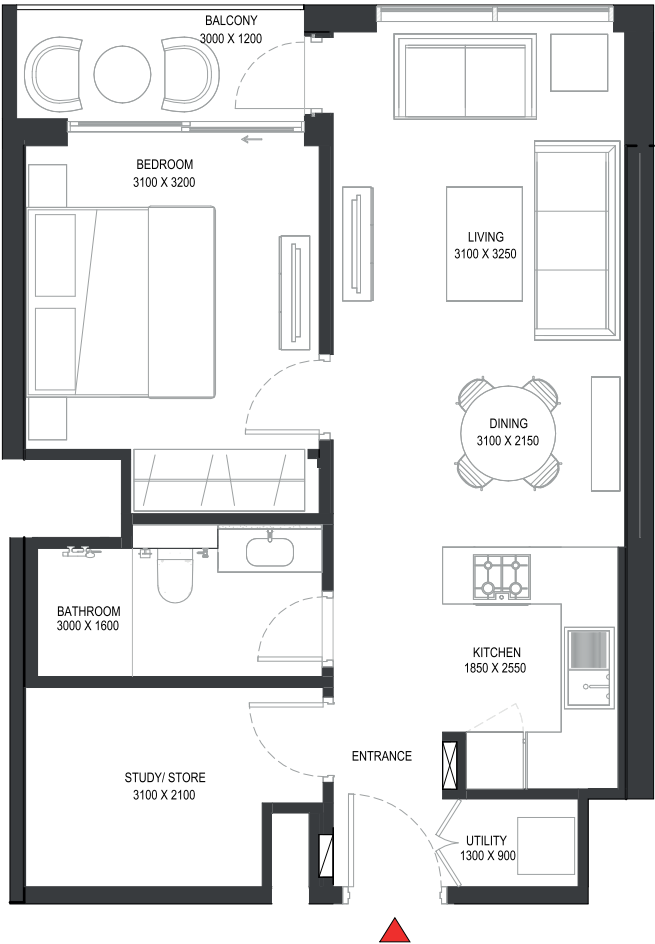 BALCONY
3000 X 1200
BEDROOM
3100 X 3200
LIVING
3100 X 3250
DINING
3100 X 2150
BATHROOM
3000 X 1600
KITCHEN
1850 X 2550
ENTRANCE
STUDY/ STORE
3100 X 2100
UTILITY
1300 X 900